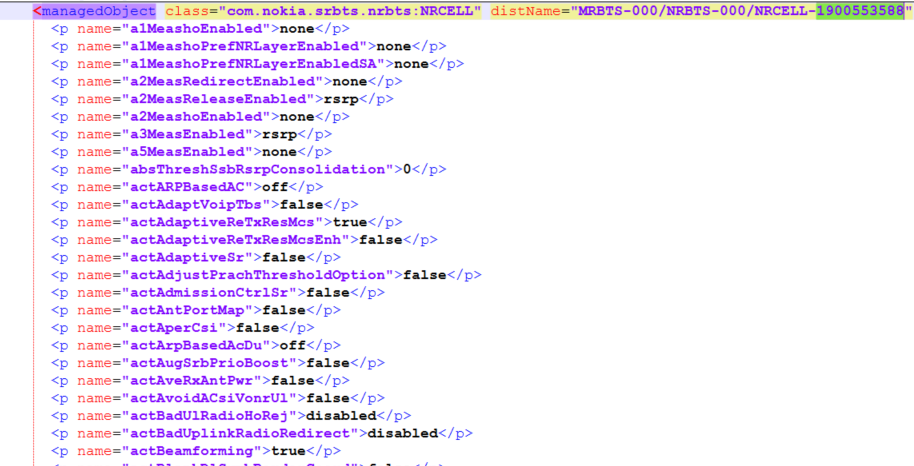 <managedObject class="com.nokia.srbts.nrbts:NRCELL" distName="MRBTS-000/NRBTS-000/NRCELL-1900553588"
<p name="a1MeashoEnabled">none</p>
<p name="a1MeashoPrefNRLayerEnabled">none</p>
<p name="a1MeashoPrefNRLayerEnabledSA">none</p>
<p name="a2MeasRedirectEnabled">none</p>
<p name="a2MeasReleaseEnabled">rsrp</p>
<p name="a2MeashoEnabled">none</p>
<p name="a3MeasEnabled">rsrp</p>
<p name="a5MeasEnabled">none</p>
<p name="absThreshSsbRsrpConsolidation">0</p>
<p name="actARPBasedAC">off</p>
<p name="actAdaptVoipTbs">false</p>
<p name="actAdaptiveReTxResMcs">true</p>
<p name="actAdaptiveReTxResMcsEnh">false</p>
<p name="actAdaptiveSr">false</p>
<p name="actAdjustPrachThresholdOption">false</p>
<p name="actAdmissionCtrlSr">false</p>
<p name="actAntPortMap">false</p>
<p name="actAperCsi">false</p>
<p name="actArpBasedAcDu">off</p>
<p name="actAugSrbPrioBoost">false</p>
<p name="actAveRxAntPwr">false</p>
<p name="actAvoidACsiVonrUl">false</p>
<p name="actBadUlRadioHoRej">disabled</p>
<p name="actBadUplinkRadioRedirect">disabled</p>
<p name="actBeamforming">true</p>